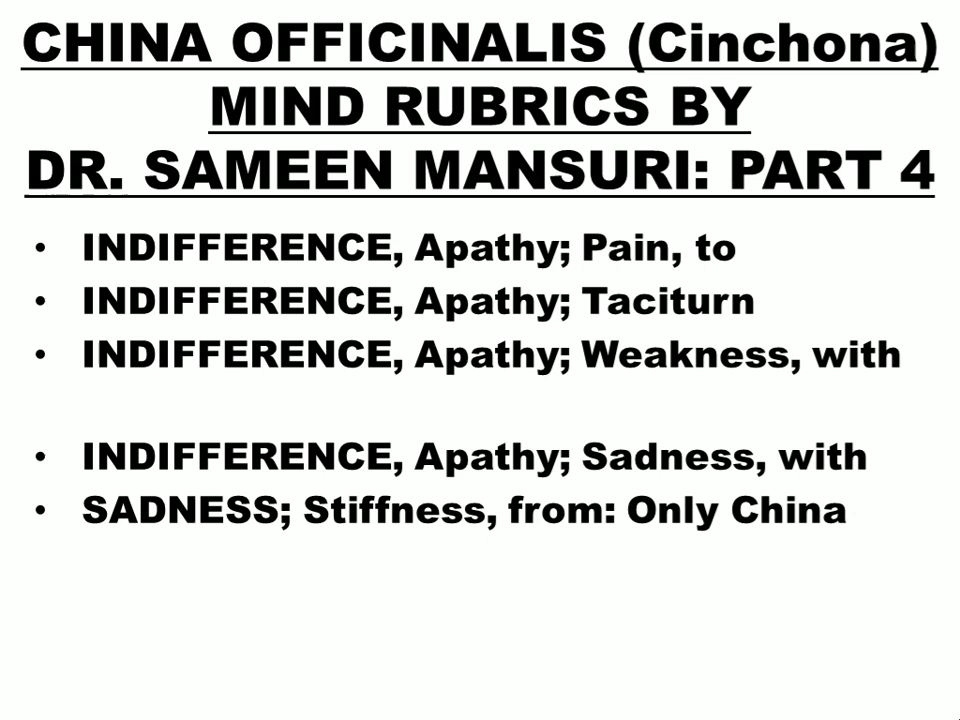 CHINA OFFICINALIS (Cinchona)
MIND RUBRICS BY
DR. SAMEEN MANSURI: PART 4
• INDIFFERENCE, Apathy; Pain, to
• INDIFFERENCE, Apathy; Taciturn
• INDIFFERENCE, Apathy; Weakness, with
• INDIFFERENCE, Apathy; Sadness, with
• SADNESS; Stiffness, from: Only China